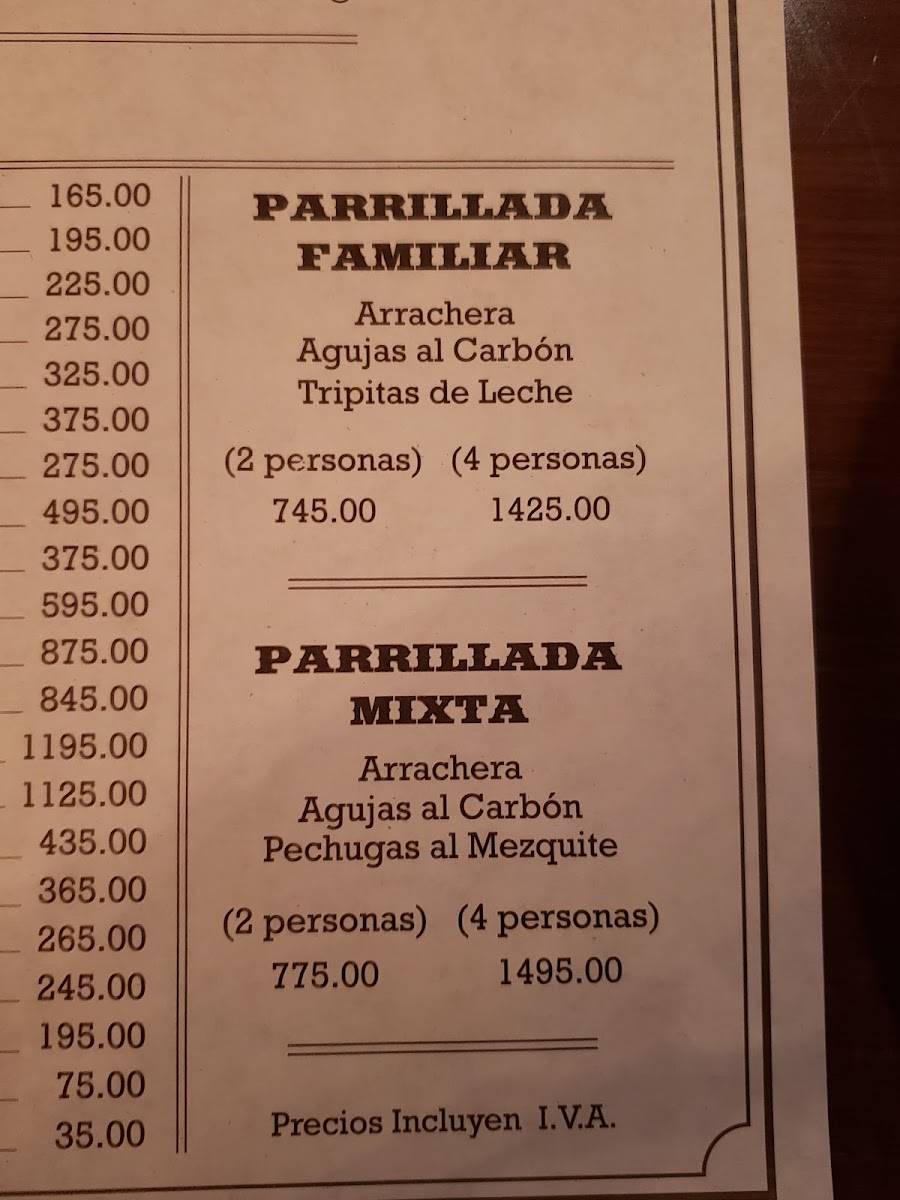 165.00
195.00
225.00
275.00
325.00
375.00
275.00
495.00
375.00
595.00
875.00
845.00
1195.00
1125.00
435.00
365.00
265.00
245.00
195.00
75.00
35.00
PARRILLADA
FAMILIAR
Arrachera
Agujas al Carbón
Tripitas de Leche
(2 personas) (4 personas)
745.00 1425.00
PARRILLADA
MIXTA
Arrachera
Agujas al Carbón
Pechugas al Mezquite
(2 personas) (4 personas)
775.00 1495.00
Precios Incluyen I.V.A.